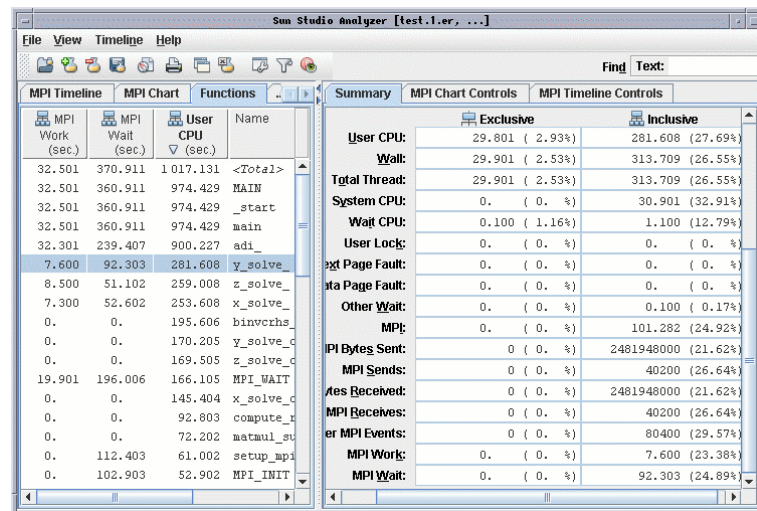 Sun Studio Analyzer [test.1.er, ...]
File View Timeline Help
Find Text:
MPI Timeline MPI Chart Functions ..
MPI Work (sec.) MPI Wait (sec.) User CPU (sec.) Name
32.501 370.911 1017.131 <Total>
32.501 360.911 974.429 MAIN
32.501 360.911 974.429 _start
32.501 360.911 974.429 main
32.301 239.407 900.227 adi_
7.600 92.303 281.608 y_solve_
8.500 51.102 259.008 z_solve_
7.300 52.602 253.608 x_solve_
0. 0. 195.606 binvcrhs_
0. 0. 170.205 y_solve_c
0. 0. 169.505 z_solve_c
19.901 196.006 166.105 MPI_WAIT
0. 0. 145.404 x_solve_c
0. 0. 92.803 compute_r
0. 0. 72.202 matmul_su
0. 112.403 61.002 setup_mpi
0. 102.903 52.902 MPI_INIT
Summary MPI Chart Controls MPI Timeline Controls
Exclusive Inclusive
User CPU: 29.801 ( 2.93%) 281.608 (27.69%)
Wall: 29.901 ( 2.53%) 313.709 (26.55%)
Total Thread: 29.901 ( 2.53%) 313.709 (26.55%)
System CPU: 0. ( 0. %) 30.901 (32.91%)
Wait CPU: 0.100 ( 1.16%) 1.100 (12.79%)
User Lock: 0. ( 0. %) 0. ( 0. %)
ext Page Fault: 0. ( 0. %) 0. ( 0. %)
ata Page Fault: 0. ( 0. %) 0. ( 0. %)
Other Wait: 0. ( 0. %) 0.100 ( 0.17%)
MPI: 0. ( 0. %) 101.282 (24.92%)
PI Bytes Sent: 0 ( 0. %) 2481948000 (21.62%)
MPI Sends: 0 ( 0. %) 40200 (26.64%)
tes Received: 0 ( 0. %) 2481948000 (21.62%)
MPI Receives: 0 ( 0. %) 40200 (26.64%)
er MPI Events: 0 ( 0. %) 80400 (29.57%)
MPI Work: 0. ( 0. %) 7.600 (23.38%)
MPI Wait: 0. ( 0. %) 92.303 (24.89%)